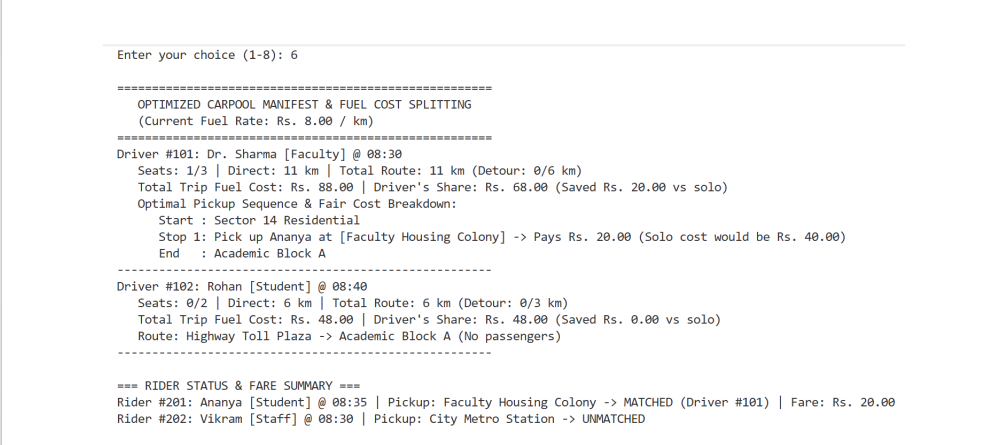 Enter your choice (1-8): 6
======================================================
OPTIMIZED CARPOOL MANIFEST & FUEL COST SPLITTING
(Current Fuel Rate: Rs. 8.00 / km)
======================================================
Driver #101: Dr. Sharma [Faculty] @ 08:30
Seats: 1/3 | Direct: 11 km | Total Route: 11 km (Detour: 0/6 km)
Total Trip Fuel Cost: Rs. 88.00 | Driver's Share: Rs. 68.00 (Saved Rs. 20.00 vs solo)
Optimal Pickup Sequence & Fair Cost Breakdown:
Start : Sector 14 Residential
Stop 1: Pick up Ananya at [Faculty Housing Colony] -> Pays Rs. 20.00 (Solo cost would be Rs. 40.00)
End   : Academic Block A
------------------------------------------------------
Driver #102: Rohan [Student] @ 08:40
Seats: 0/2 | Direct: 6 km | Total Route: 6 km (Detour: 0/3 km)
Total Trip Fuel Cost: Rs. 48.00 | Driver's Share: Rs. 48.00 (Saved Rs. 0.00 vs solo)
Route: Highway Toll Plaza -> Academic Block A (No passengers)
------------------------------------------------------
=== RIDER STATUS & FARE SUMMARY ===
Rider #201: Ananya [Student] @ 08:35 | Pickup: Faculty Housing Colony -> MATCHED (Driver #101) | Fare: Rs. 20.00
Rider #202: Vikram [Staff] @ 08:30 | Pickup: City Metro Station -> UNMATCHED